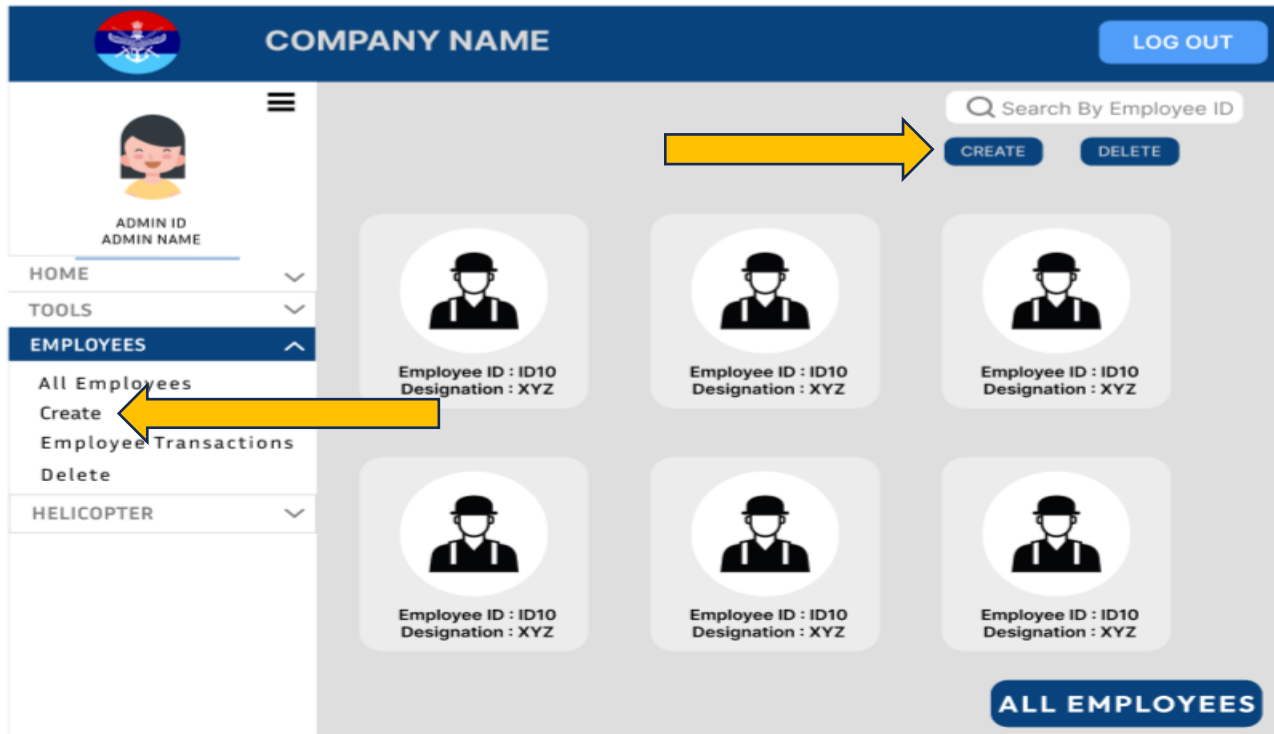 COMPANY NAME
LOG OUT
Search By Employee ID
CREATE DELETE
ADMIN ID
ADMIN NAME
HOME
TOOLS
EMPLOYEES
All Employees
Create
Employee Transactions
Delete
HELICOPTER
Employee ID : ID10
Designation : XYZ
Employee ID : ID10
Designation : XYZ
Employee ID : ID10
Designation : XYZ
Employee ID : ID10
Designation : XYZ
Employee ID : ID10
Designation : XYZ
Employee ID : ID10
Designation : XYZ
ALL EMPLOYEES